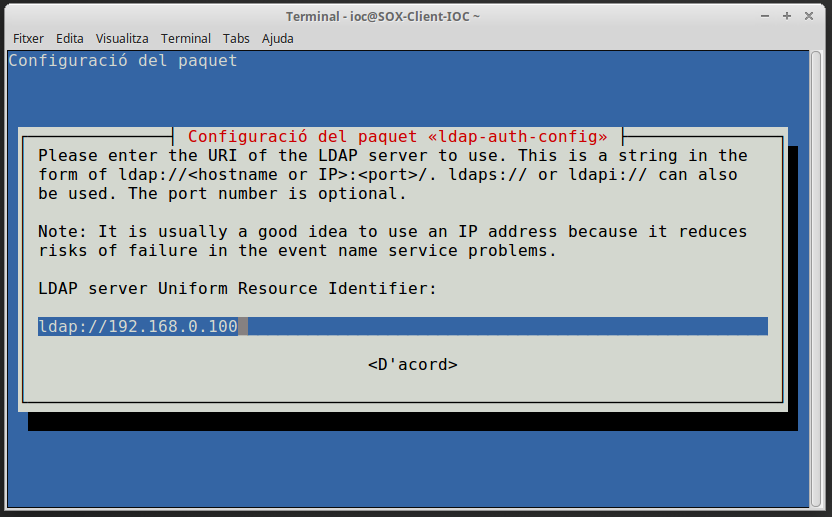 Terminal - ioc@SOX-Client-IOC ~
Fitxer Edita Visualitza Terminal Tabs Ajuda
Configuració del paquet
Configuració del paquet «ldap-auth-config»
Please enter the URI of the LDAP server to use. This is a string in the
form of ldap://<hostname or IP>:<port>/. ldaps:// or ldapi:// can also
be used. The port number is optional.
Note: It is usually a good idea to use an IP address because it reduces
risks of failure in the event name service problems.
LDAP server Uniform Resource Identifier:
ldap://192.168.0.100
<D'acord>